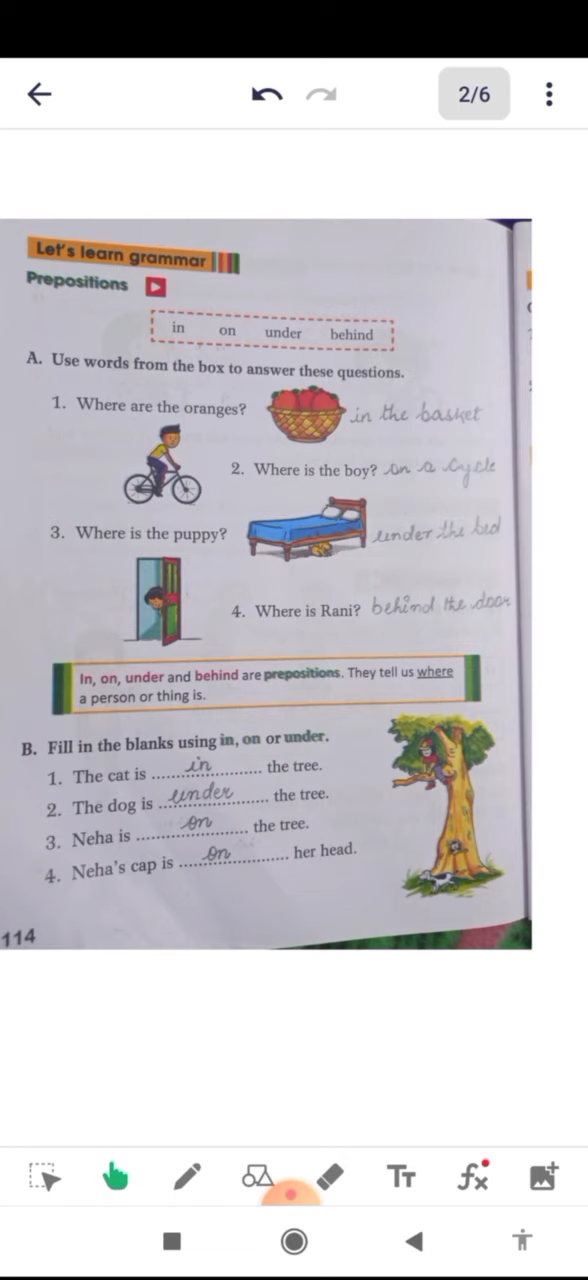 2/6
Let's learn grammar
Prepositions
in on under behind
A. Use words from the box to answer these questions.
1. Where are the oranges? in the basket
2. Where is the boy? on a cycle
3. Where is the puppy? under the bed
4. Where is Rani? behind the door
In, on, under and behind are prepositions. They tell us where
a person or thing is.
B. Fill in the blanks using in, on or under.
1. The cat is in the tree.
2. The dog is under the tree.
3. Neha is on the tree.
4. Neha's cap is on her head.
114
TT
fx